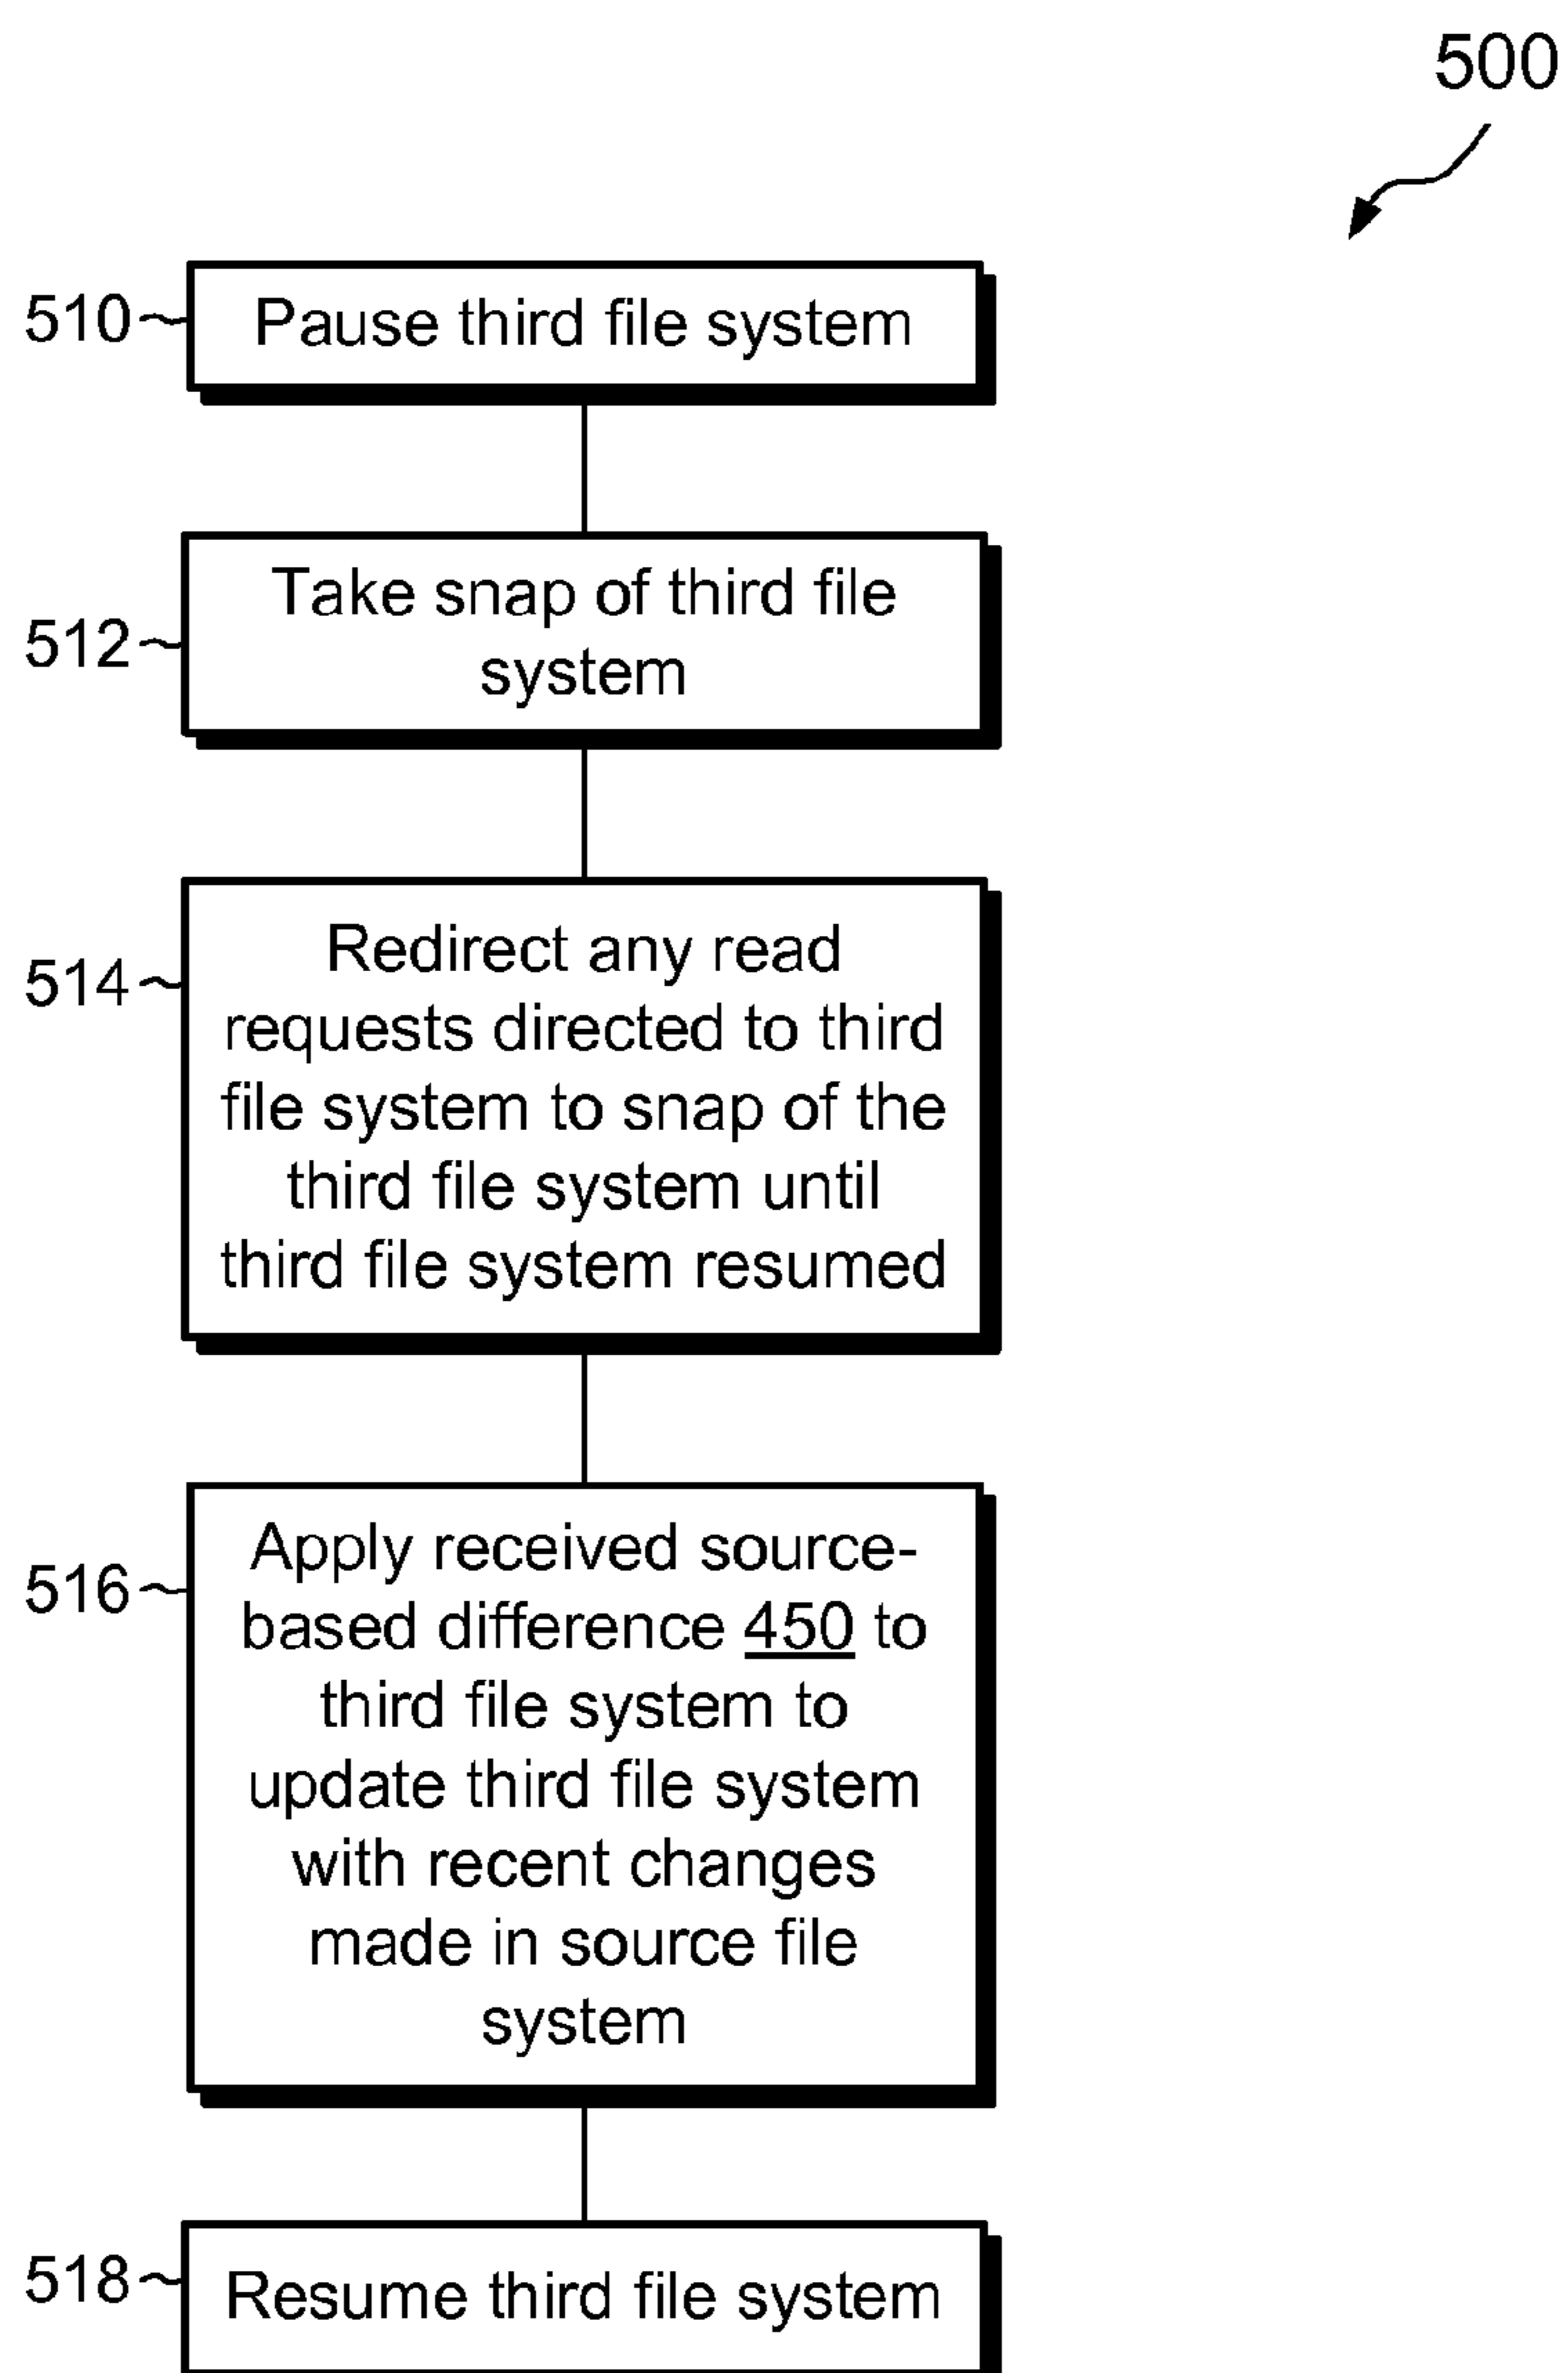 500
510
Pause third file system
512
Take snap of third file
system
514
Redirect any read
requests directed to third
file system to snap of the
third file system until
third file system resumed
516
Apply received source-
based difference 450 to
third file system to
update third file system
with recent changes
made in source file
system
518
Resume third file system